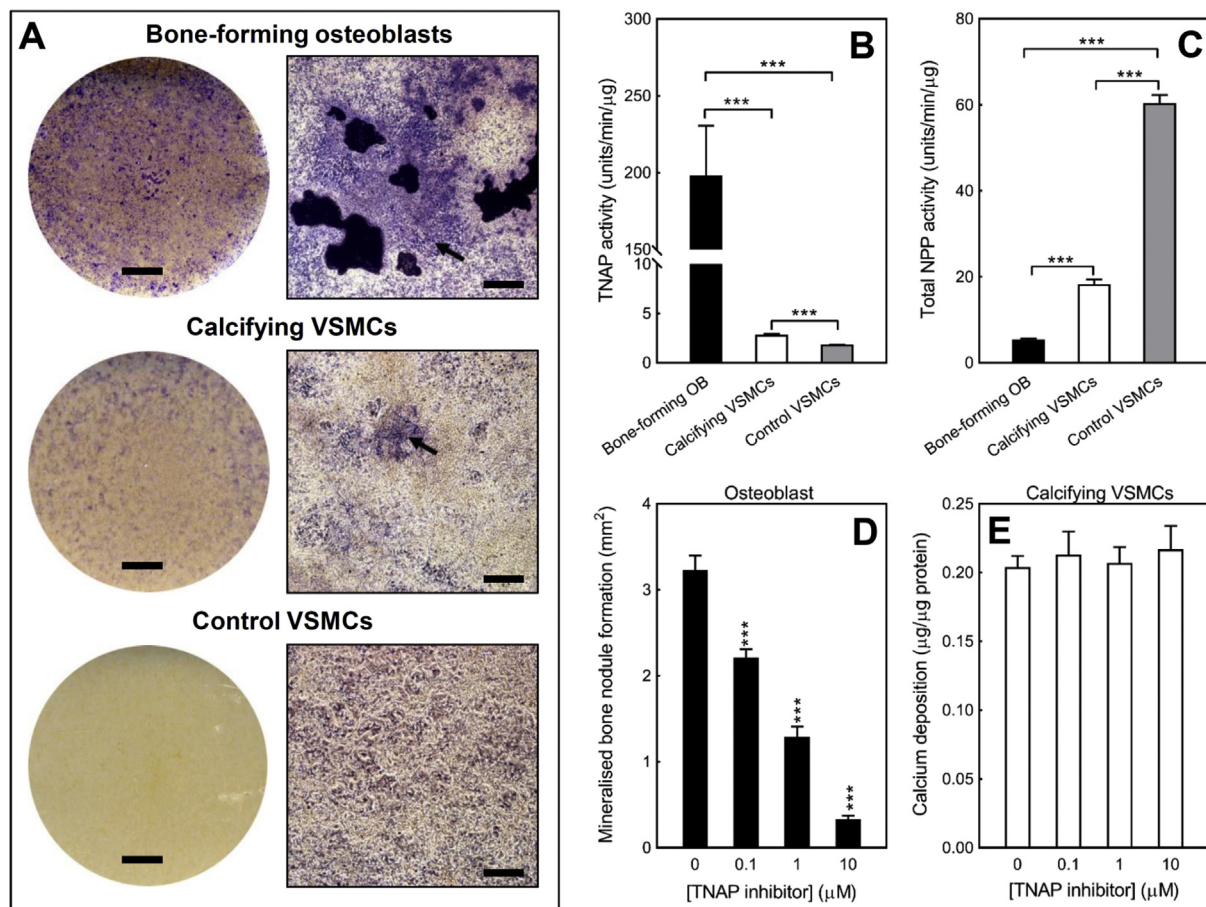 A
Bone-forming osteoblasts
Calcifying VSMCs
Control VSMCs
B
TNAP activity (units/min/μg)
300
250
200
150
10
5
0
***
***
***
Bone-forming OB
Calcifying VSMCs
Control VSMCs
C
Total NPP activity (units/min/μg)
80
60
40
20
0
***
***
***
Bone-forming OB
Calcifying VSMCs
Control VSMCs
Osteoblast
D
Mineralised bone nodule formation (mm²)
4
3
2
1
0
***
***
***
0 0.1 1 10
[TNAP inhibitor] (μM)
Calcifying VSMCs
E
Calcium deposition (μg/μg protein)
0.25
0.20
0.15
0.10
0.05
0.00
0 0.1 1 10
[TNAP inhibitor] (μM)